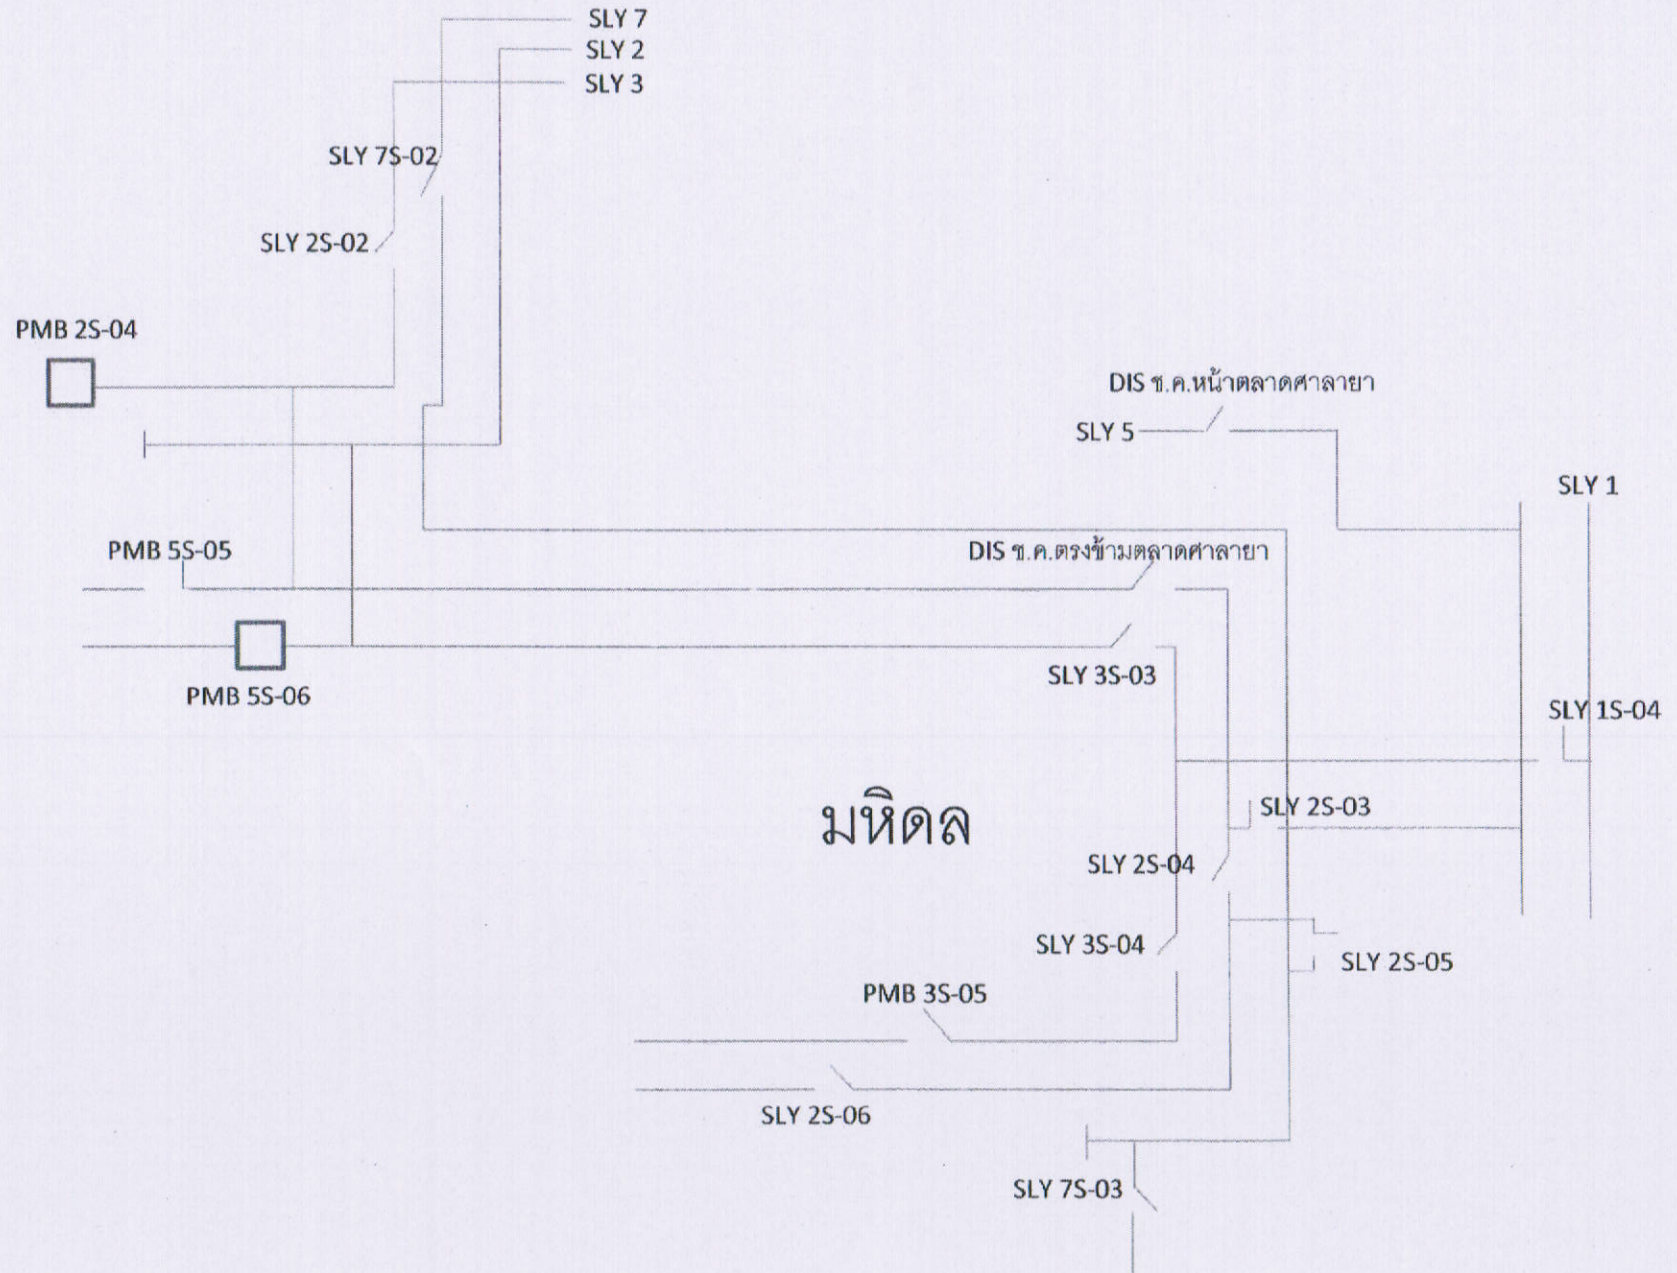 SLY 7
SLY 2
SLY 3
SLY 7S-02
SLY 2S-02
PMB 2S-04
DIS ช.ค.หน้าตลาดศาลายา
SLY 5
SLY 1
PMB 5S-05
DIS ช.ค.ตรงข้ามตลาดศาลายา
SLY 3S-03
PMB 5S-06
SLY 1S-04
มหิดล
SLY 2S-03
SLY 2S-04
SLY 3S-04
SLY 2S-05
PMB 3S-05
SLY 2S-06
SLY 7S-03